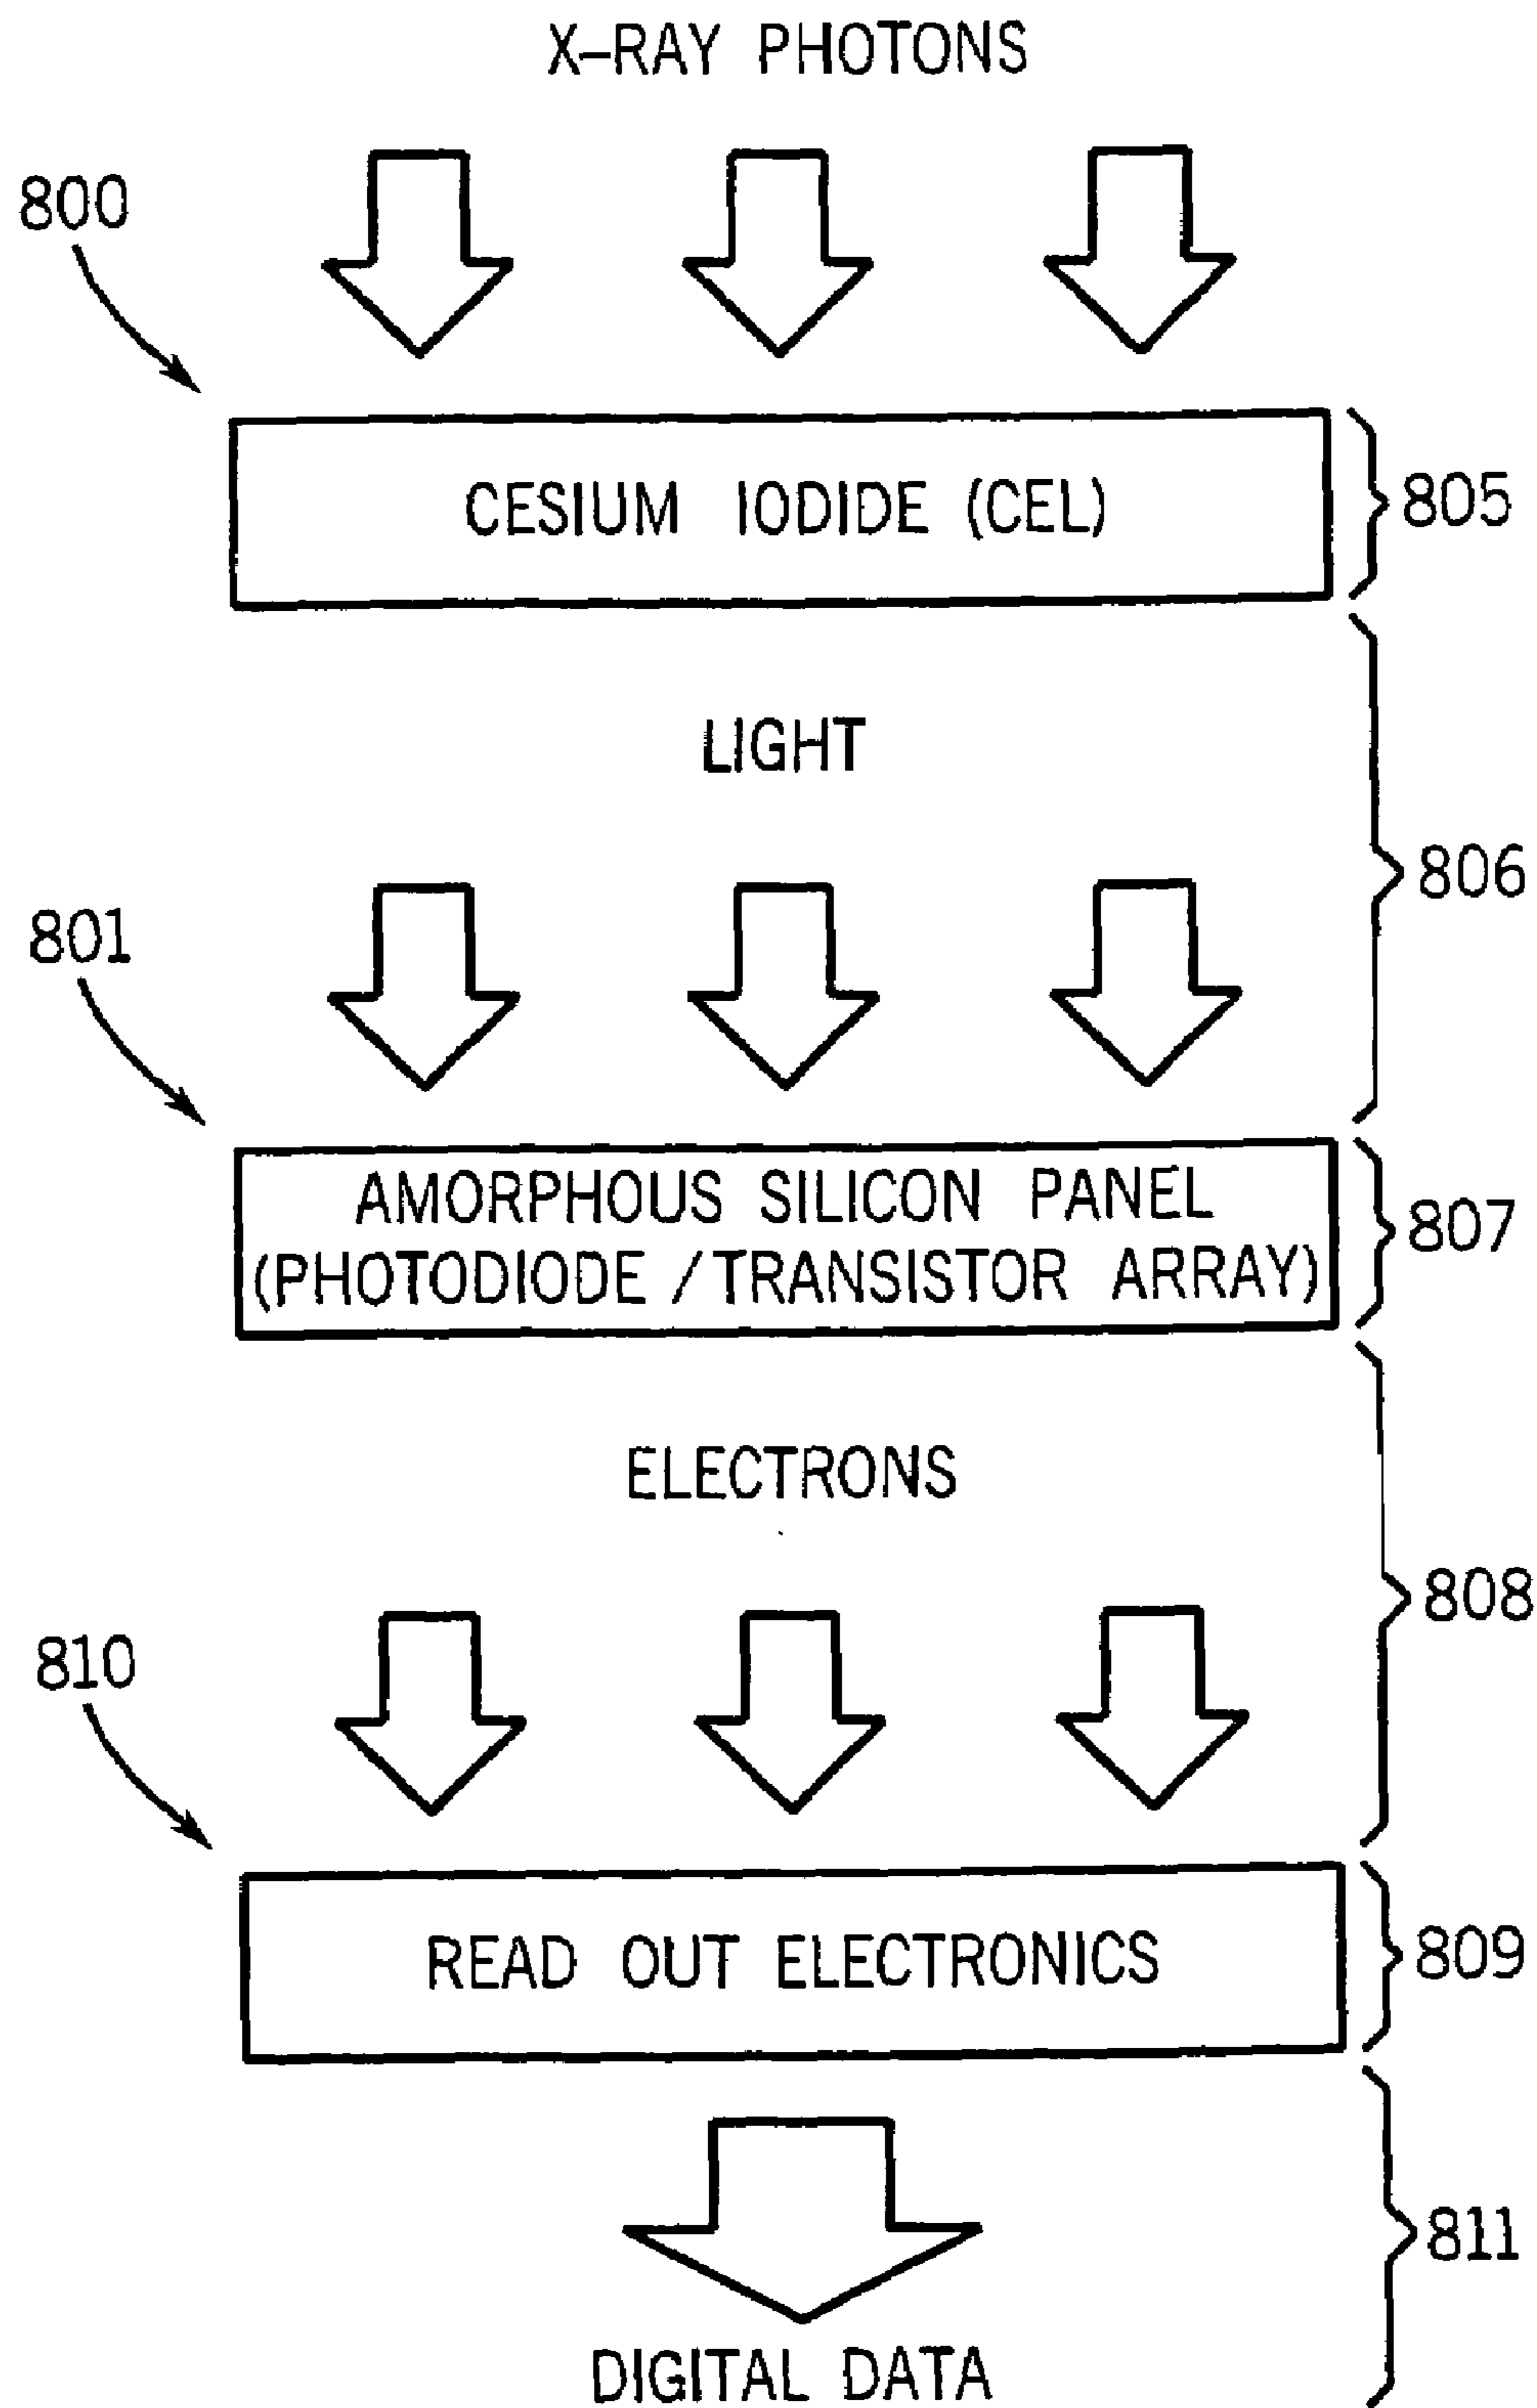 X-RAY PHOTONS
800
CESIUM IODIDE (CEL)
805
LIGHT
806
801
AMORPHOUS SILICON PANEL
(PHOTODIODE / TRANSISTOR ARRAY)
807
ELECTRONS
808
810
READ OUT ELECTRONICS
809
811
DIGITAL DATA